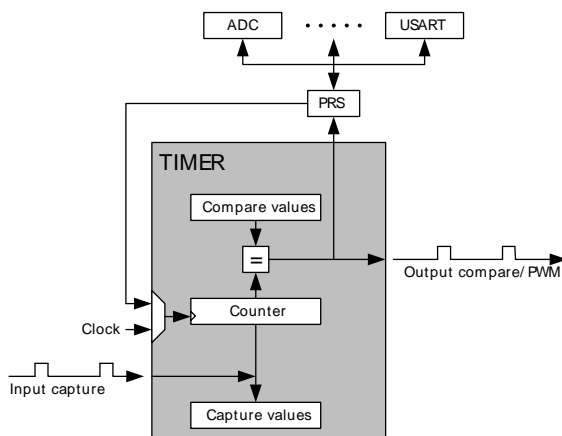 ADC
USART
PRS
TIMER
Compare values
=
Output compare/ PWM
Counter
Clock
Input capture
Capture values